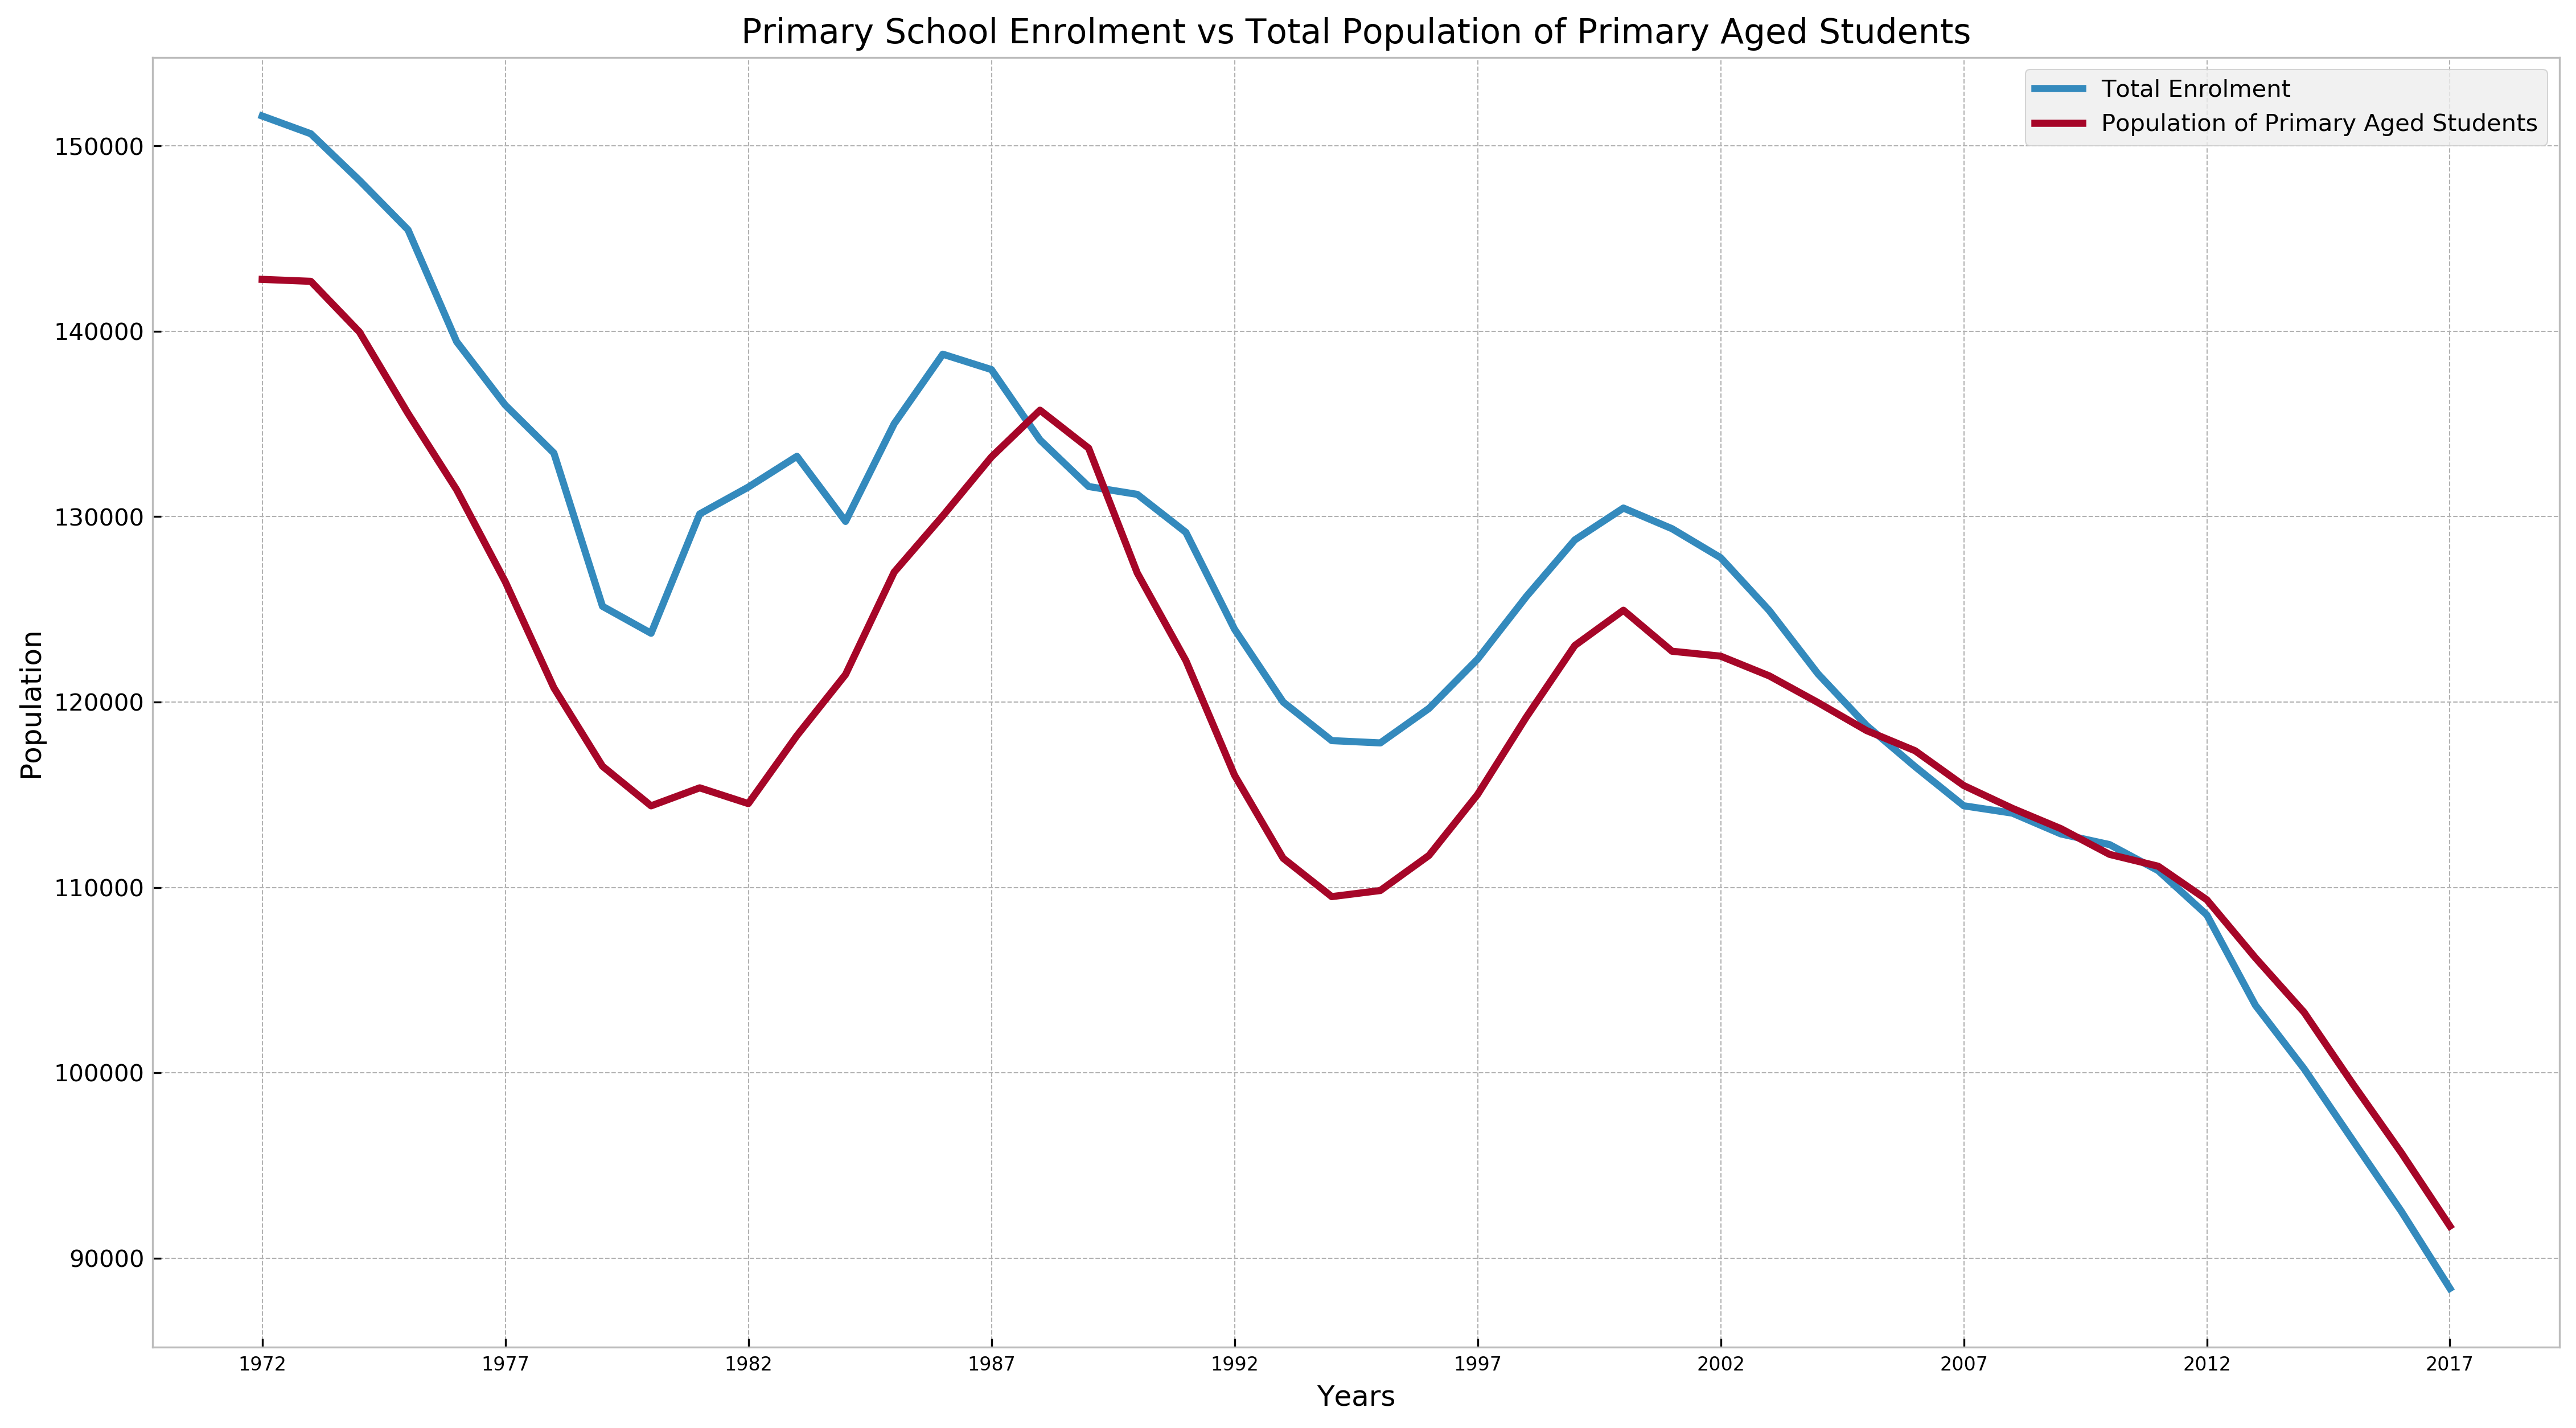 Primary School Enrolment vs Total Population of Primary Aged Students
Total Enrolment
Population of Primary Aged Students
150000
140000
130000
120000
110000
100000
90000
Population
1972 1977 1982 1987 1992 1997 2002 2007 2012 2017
Years